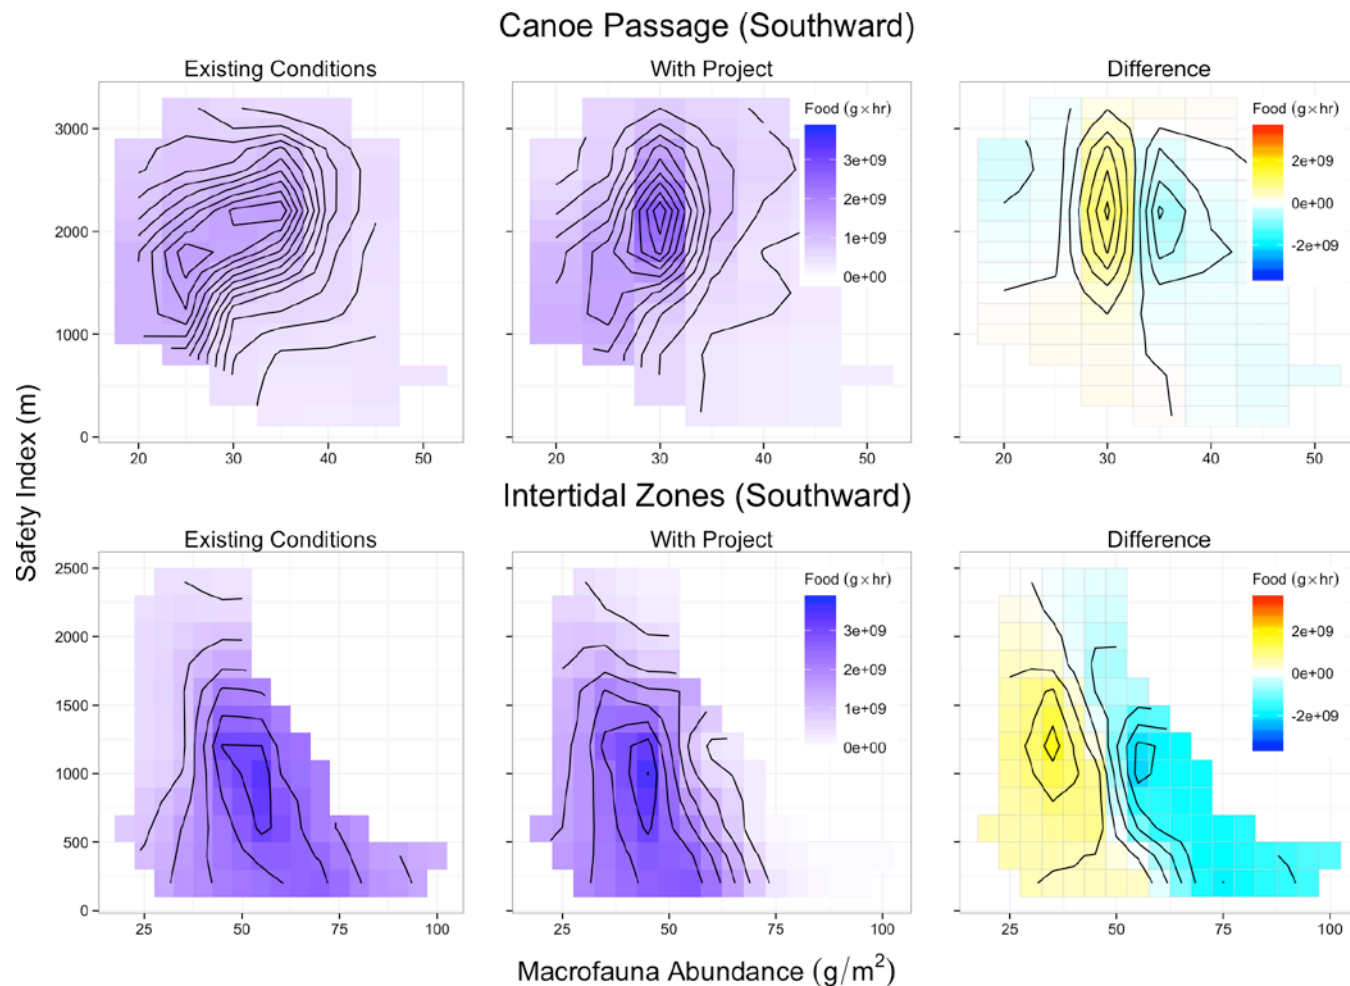 Canoe Passage (Southward)
Existing Conditions
With Project
Difference
Food (g×hr)
3e+09
2e+09
1e+09
0e+00
Food (g×hr)
2e+09
0e+00
-2e+09
3000
2000
1000
0
20 30 40 50
20 30 40 50
20 30 40 50
Safety Index (m)
Intertidal Zones (Southward)
Existing Conditions
With Project
Difference
Food (g×hr)
3e+09
2e+09
1e+09
0e+00
Food (g×hr)
2e+09
0e+00
-2e+09
2500
2000
1500
1000
500
0
25 50 75 100
25 50 75 100
25 50 75 100
Macrofauna Abundance (g/m²)